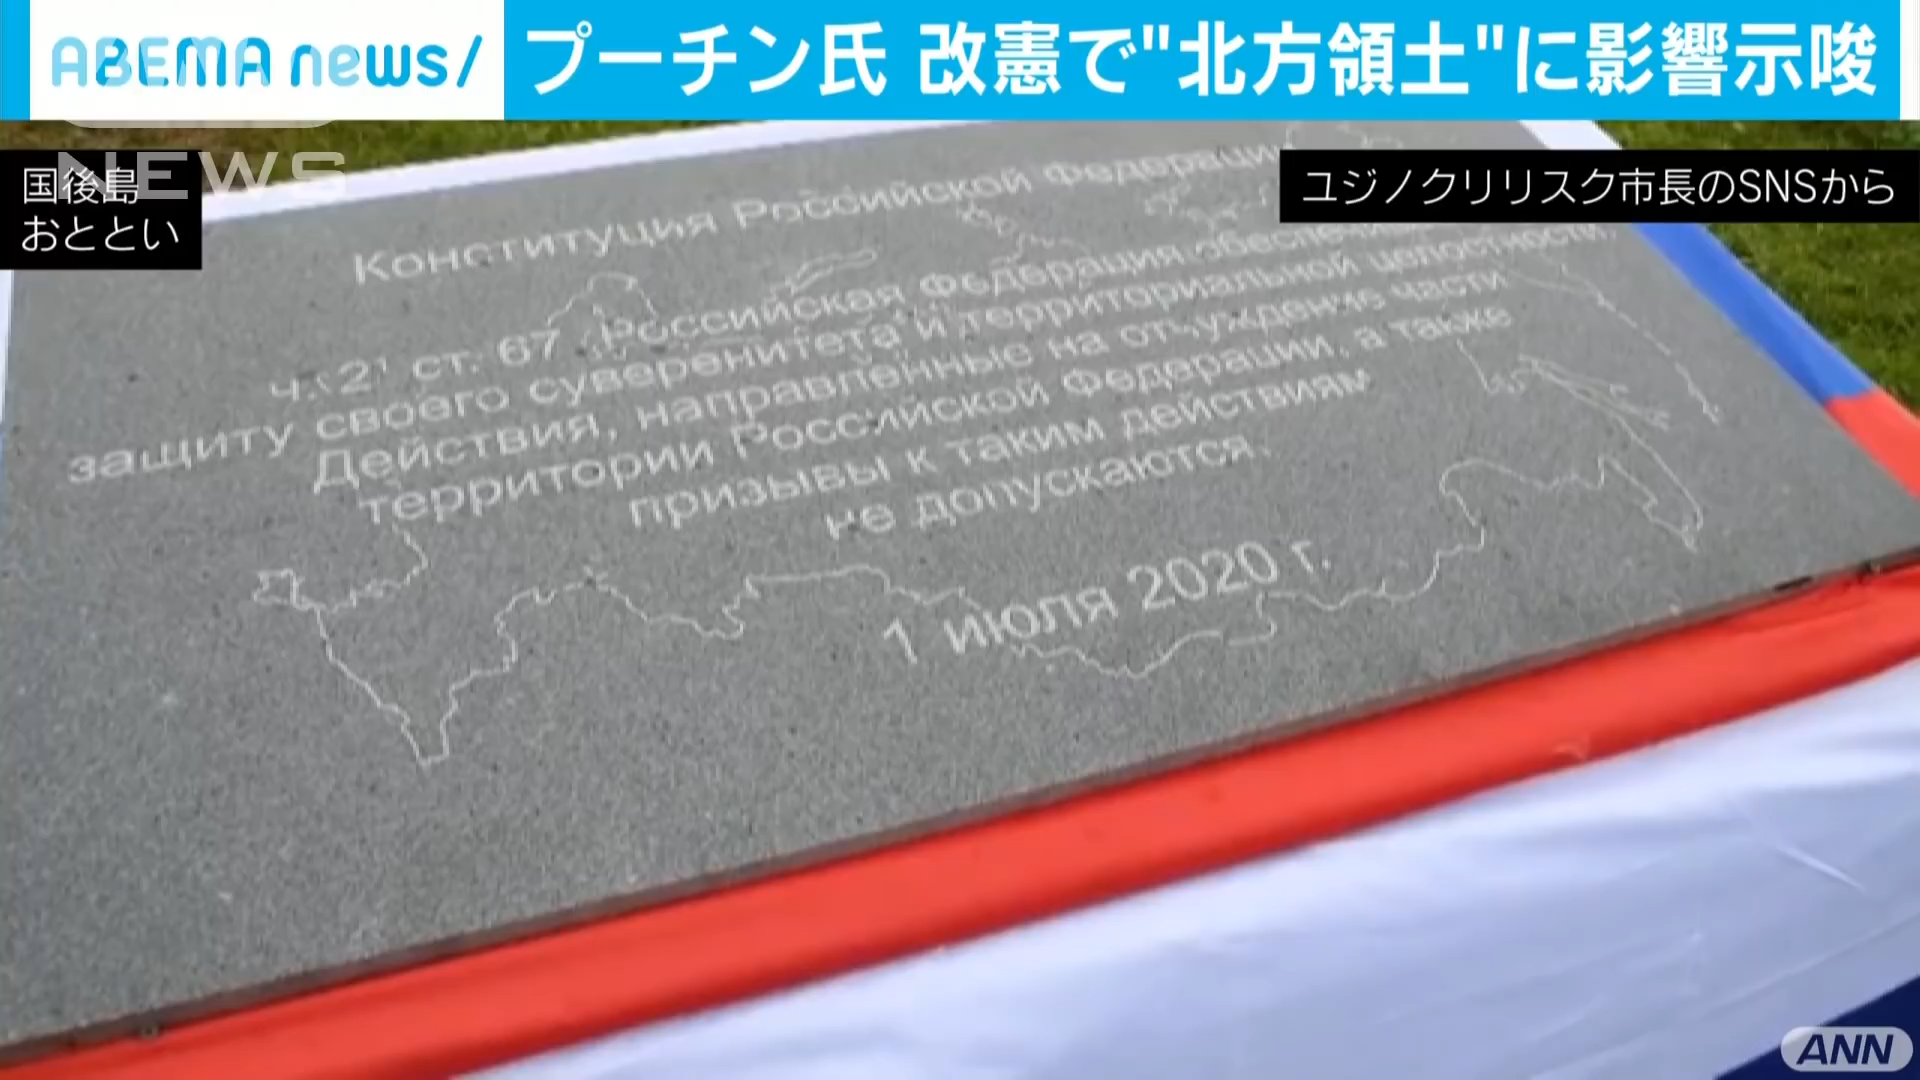 ABEMA news/
プーチン氏 改憲で"北方領土"に影響示唆
NEWS
国後島
おととい
ユジノクリリスク市長のSNSから
Конституция Российской Федерации
ч. 2' ст. 67 Российская Федерация обеспечи
защиту своего суверенитета и территориальной целостности.
Действия, направленные на отчуждение части
территории Российской Федерации, а также
призывы к таким действиям
не допускаются.
1 июля 2020 г.
ANN